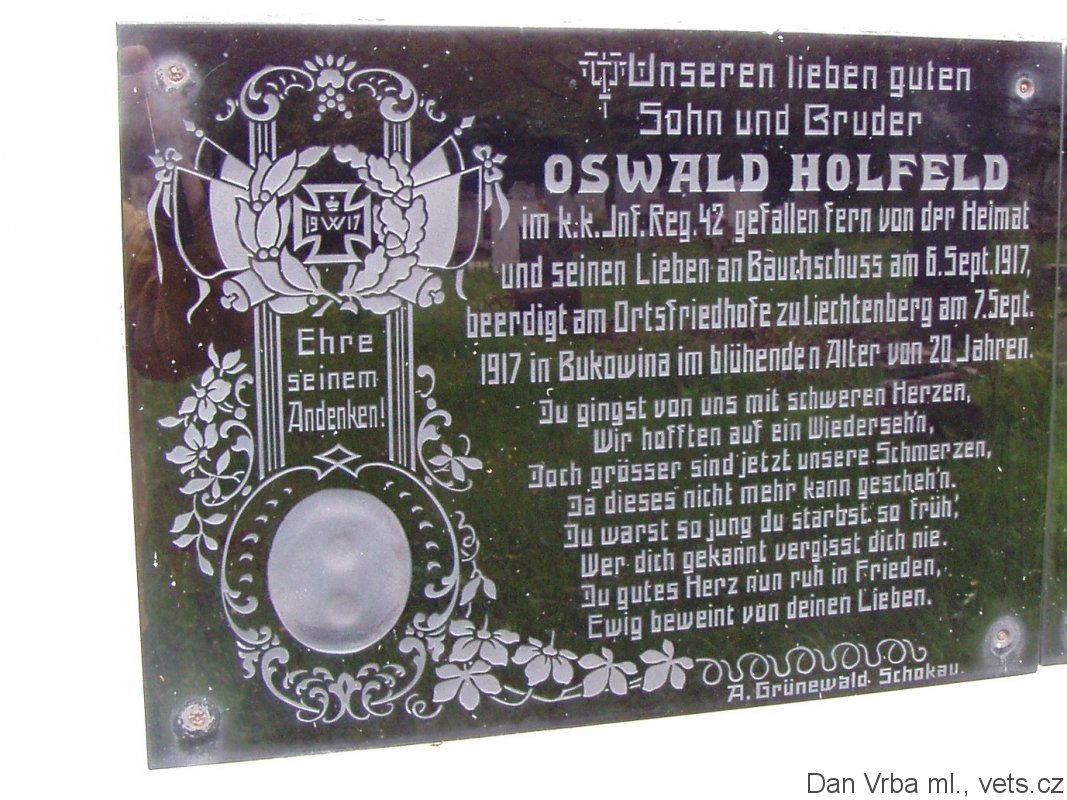 Unseren lieben guten
Sohn und Bruder
OSWALD HOLFELD
im k.k. Inf. Reg. 42 gefallen fern von der Heimat
und seinen Lieben an Bauchschuss am 6. Sept. 1917,
beerdigt am Ortsfriedhofe zu Liechtenberg am 7. Sept.
1917 in Bukowina im blühenden Alter von 20 Jahren.
Du gingst von uns mit schweren Herzen,
Wir hofften auf ein Wiederseh'n,
Doch grösser sind jetzt unsere Schmerzen,
Da dieses nicht mehr kann gescheh'n.
Du warst so jung du starbst so früh,
Wer dich gekannt vergisst dich nie.
Du gutes Herz nun ruh in Frieden,
Ewig beweint von deinen Lieben.
19 W 17
Ehre
seinem
Andenken!
A. Grünewald. Schokau.
Dan Vrba ml., vets.cz